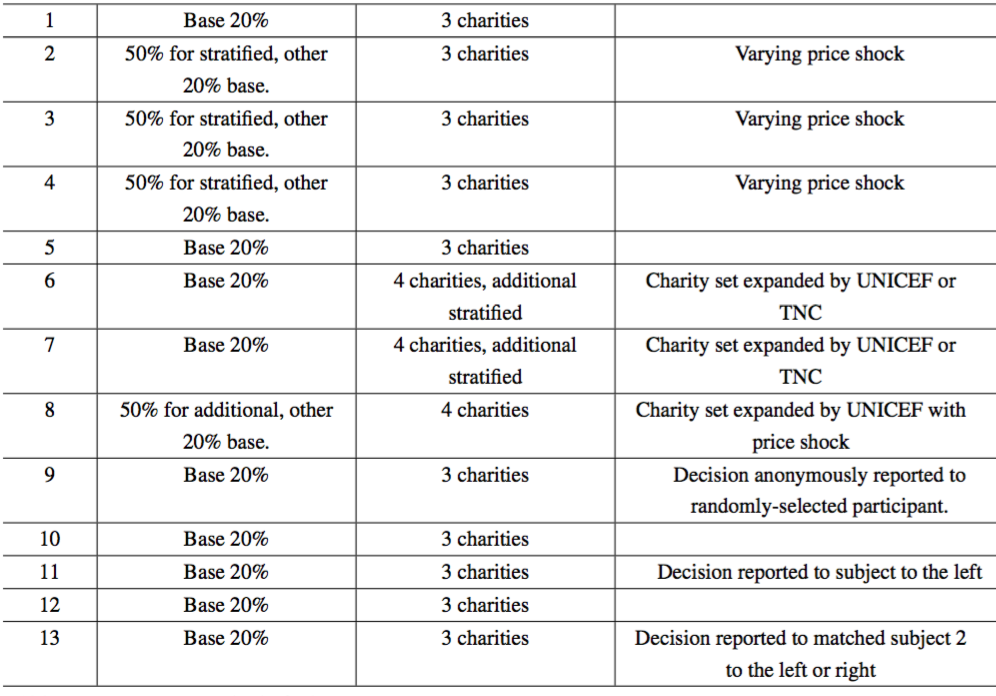 1 Base 20% 3 charities
2 50% for stratified, other 3 charities Varying price shock
20% base.
3 50% for stratified, other 3 charities Varying price shock
20% base.
4 50% for stratified, other 3 charities Varying price shock
20% base.
5 Base 20% 3 charities
6 Base 20% 4 charities, additional Charity set expanded by UNICEF or
stratified TNC
7 Base 20% 4 charities, additional Charity set expanded by UNICEF or
stratified TNC
8 50% for additional, other 4 charities Charity set expanded by UNICEF with
20% base. price shock
9 Base 20% 3 charities Decision anonymously reported to
randomly-selected participant.
10 Base 20% 3 charities
11 Base 20% 3 charities Decision reported to subject to the left
12 Base 20% 3 charities
13 Base 20% 3 charities Decision reported to matched subject 2
to the left or right